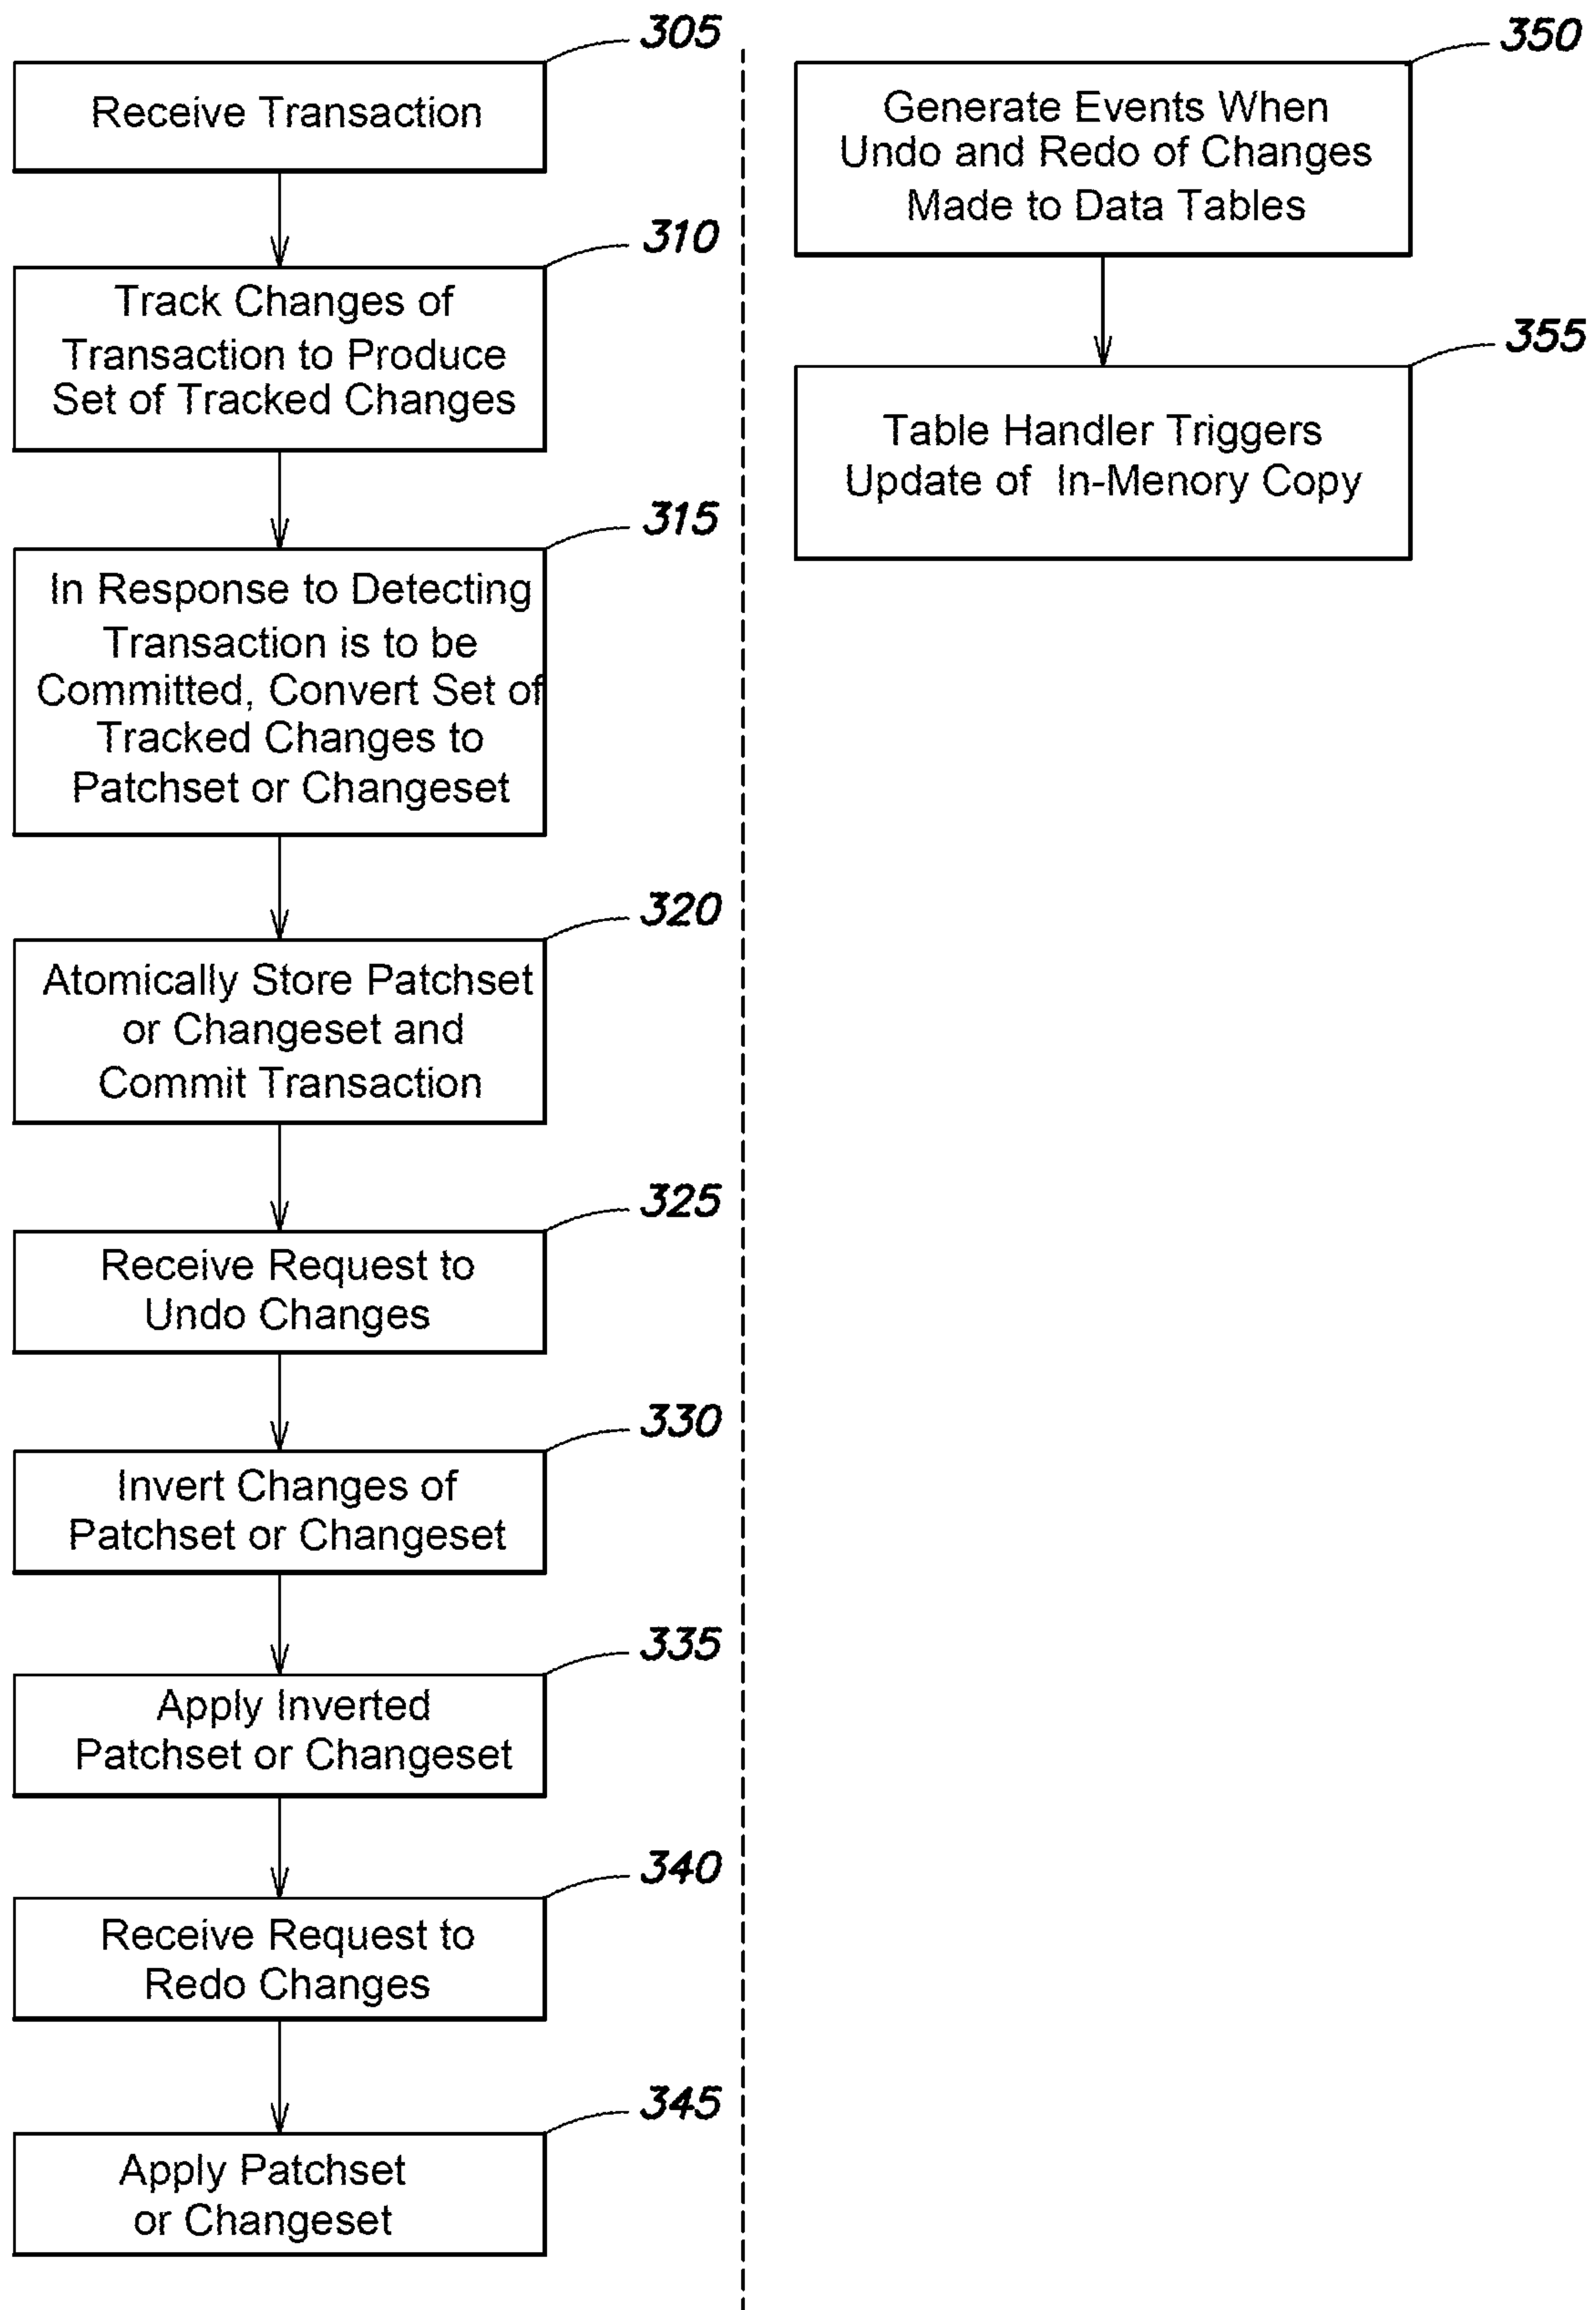 305
Receive Transaction
310
Track Changes of
Transaction to Produce
Set of Tracked Changes
315
In Response to Detecting
Transaction is to be
Committed, Convert Set of
Tracked Changes to
Patchset or Changeset
320
Atomically Store Patchset
or Changeset and
Commit Transaction
325
Receive Request to
Undo Changes
330
Invert Changes of
Patchset or Changeset
335
Apply Inverted
Patchset or Changeset
340
Receive Request to
Redo Changes
345
Apply Patchset
or Changeset
350
Generate Events When
Undo and Redo of Changes
Made to Data Tables
355
Table Handler Triggers
Update of In-Menory Copy